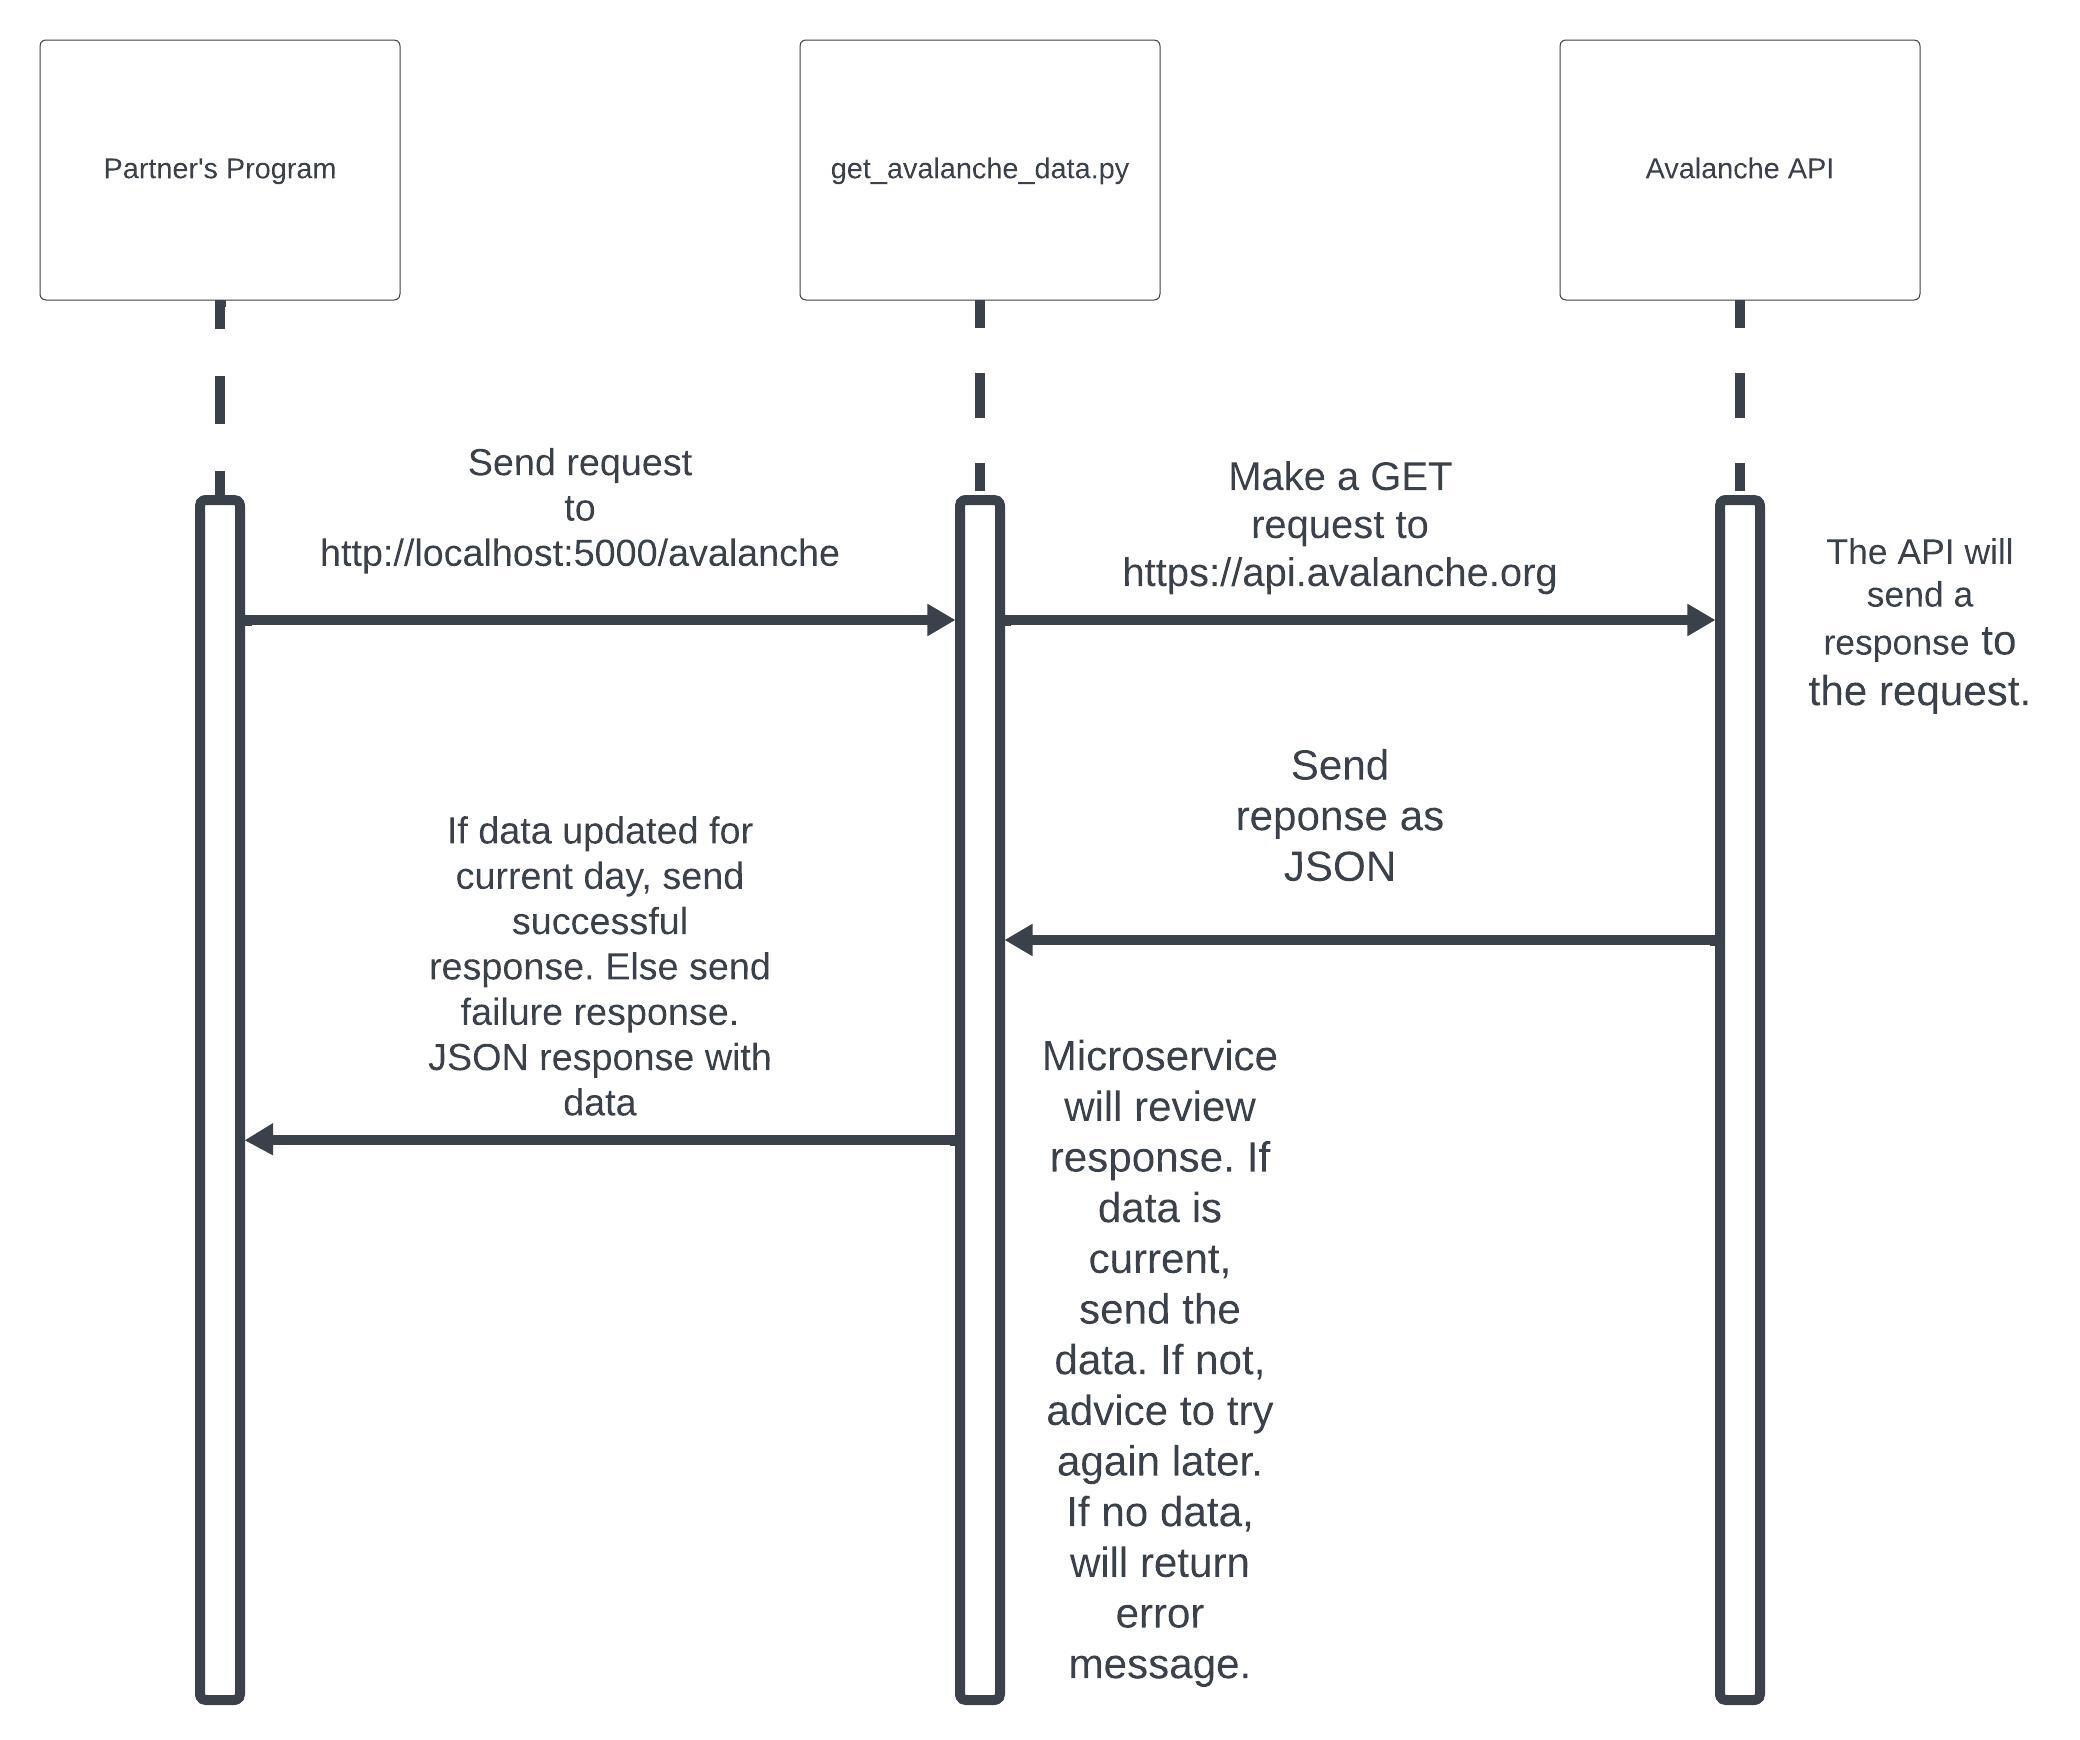 Partner's Program
get_avalanche_data.py
Avalanche API
Send request
to
http://localhost:5000/avalanche
Make a GET
request to
https://api.avalanche.org
The API will
send a
response to
the request.
Send
reponse as
JSON
If data updated for
current day, send
successful
response. Else send
failure response.
JSON response with
data
Microservice
will review
response. If
data is
current,
send the
data. If not,
advice to try
again later.
If no data,
will return
error
message.